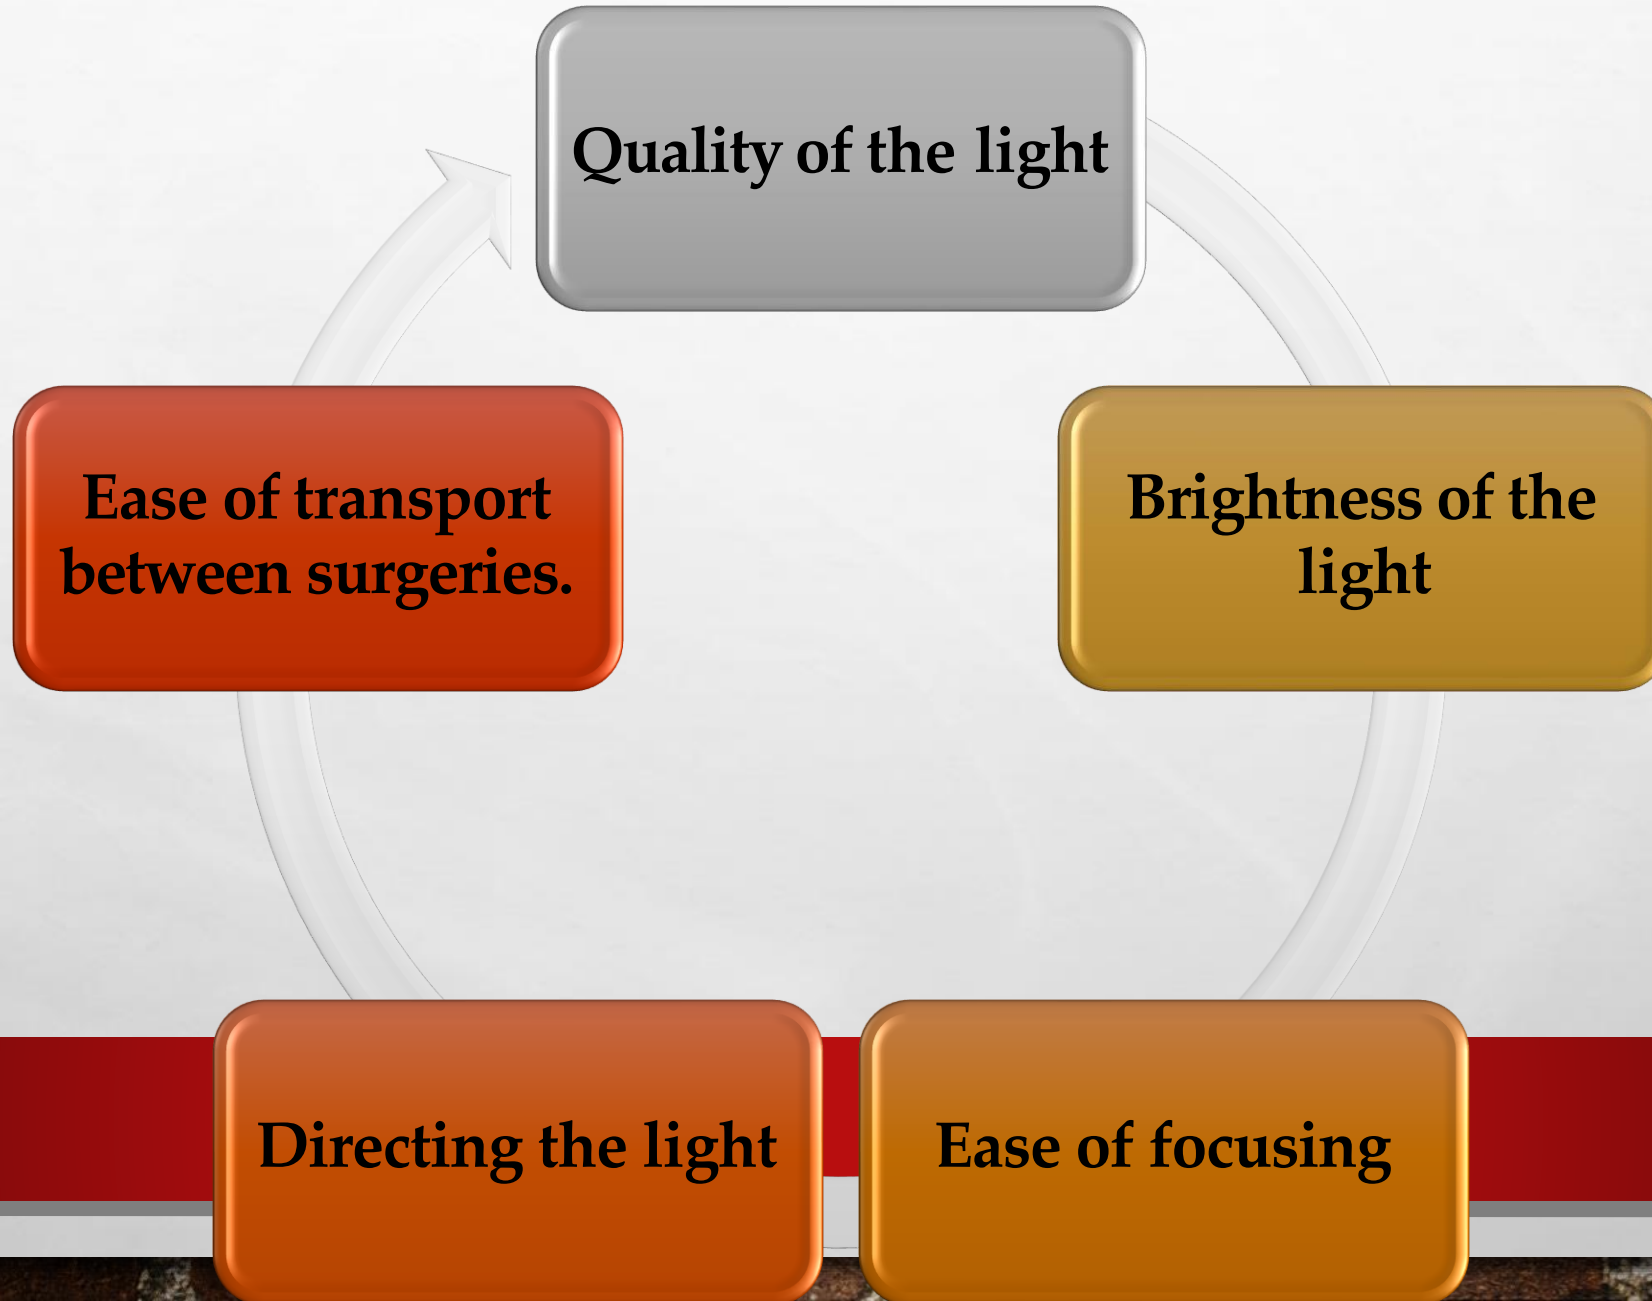 Quality of the light
Brightness of the
light
Ease of focusing
Directing the light
Ease of transport
between surgeries.